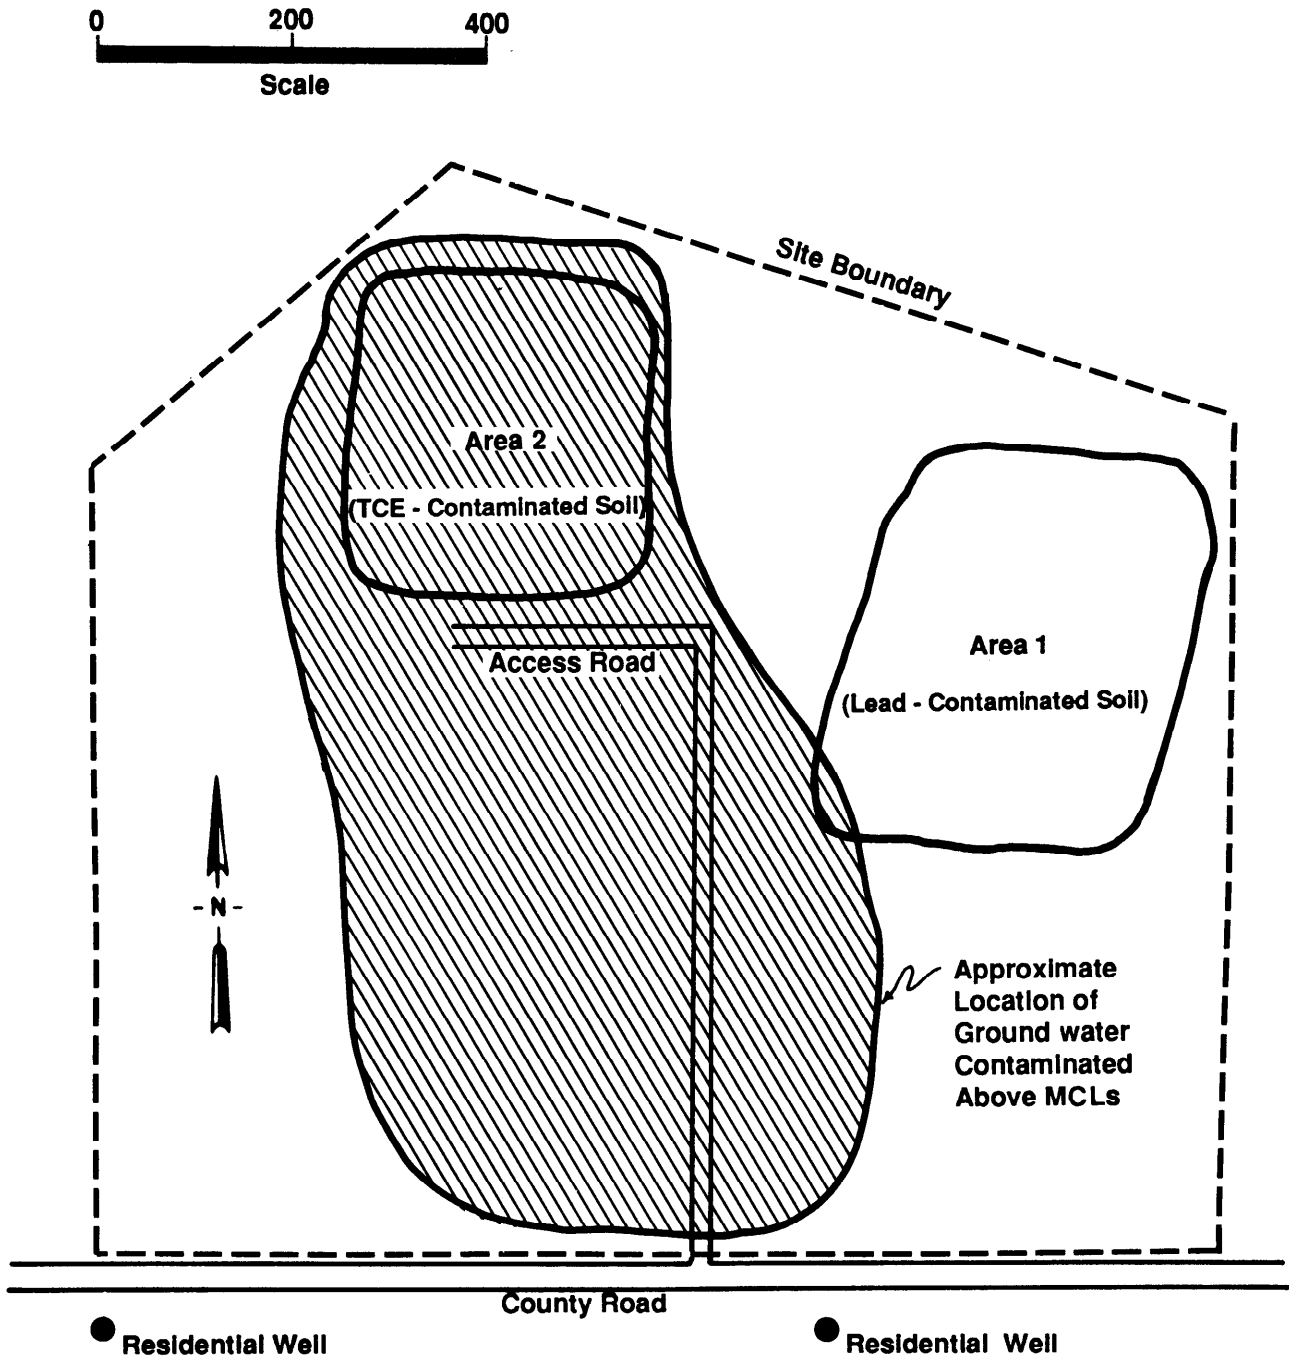 0 200 400
Scale
Site Boundary
Area 2
(TCE - Contaminated Soil)
Area 1
Access Road
(Lead - Contaminated Soil)
- N -
Approximate
Location of
Ground water
Contaminated
Above MCLs
County Road
Residential Well
Residential Well